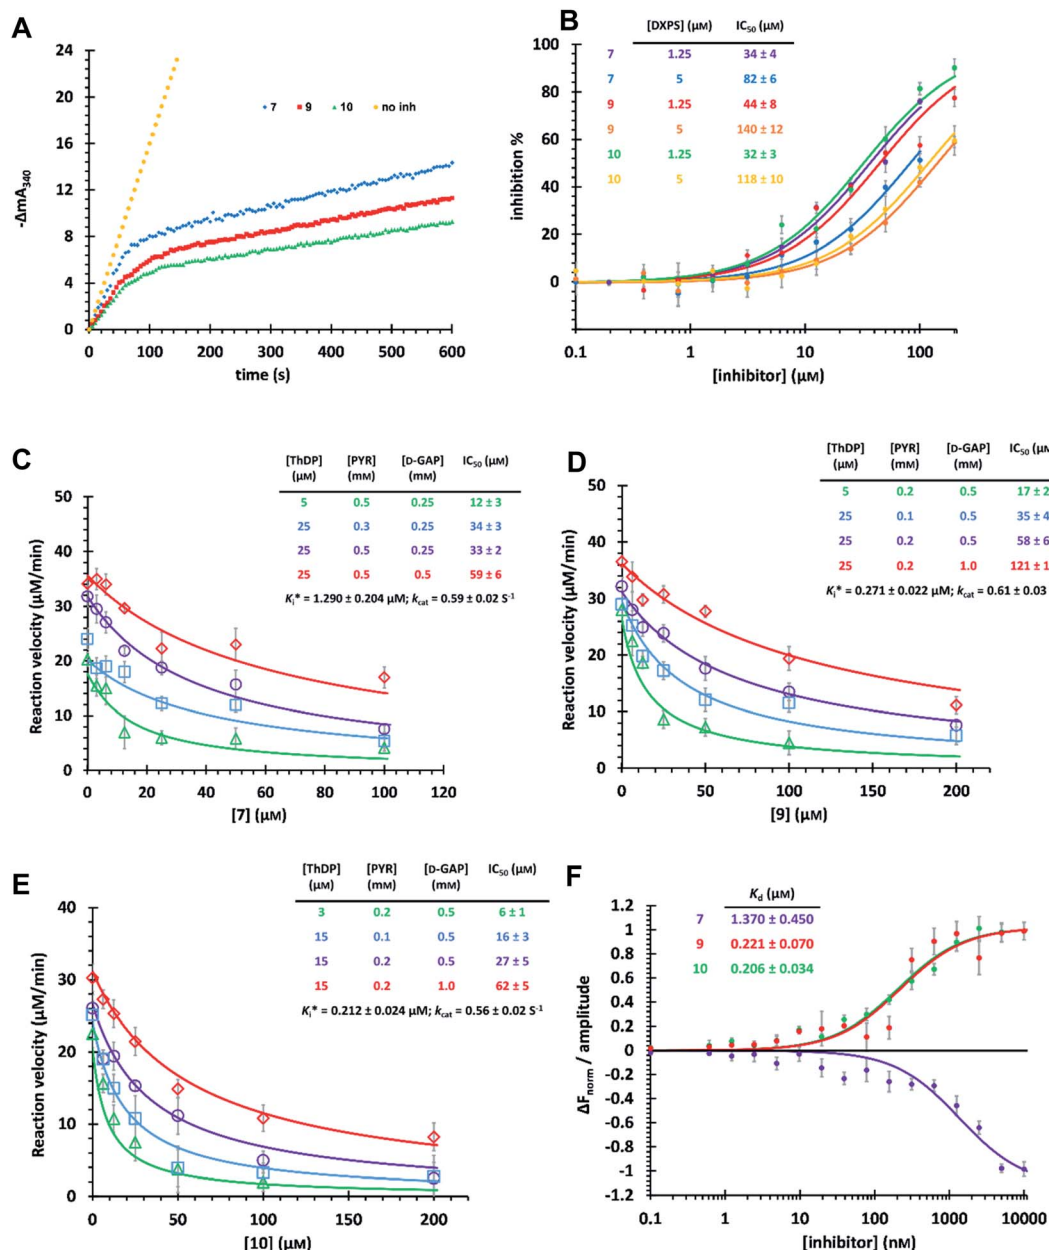 A
24
20
16
12
8
4
0
-ΔmA340
7 9 10 no inh
0 100 200 300 400 500 600
time (s)
B
[DXPS] (μM) IC50 (μM)
7 1.25 34 ± 4
7 5 82 ± 6
9 1.25 44 ± 8
9 5 140 ± 12
10 1.25 32 ± 3
10 5 118 ± 10
100
80
60
40
20
0
inhibition %
0.1 1 10 100
[inhibitor] (μM)
C
[ThDP] [PYR] [D-GAP] IC50 (μM)
(μM) (mM) (mM)
5 0.5 0.25 12 ± 3
25 0.3 0.25 34 ± 3
25 0.5 0.25 33 ± 2
25 0.5 0.5 59 ± 6
Ki* = 1.290 ± 0.204 μM; kcat = 0.59 ± 0.02 S-1
50
40
30
20
10
0
Reaction velocity (μM/min)
0 20 40 60 80 100 120
[7] (μM)
D
[ThDP] [PYR] [D-GAP] IC50 (μM
(μM) (mM) (mM)
5 0.2 0.5 17 ± 2
25 0.1 0.5 35 ± 4
25 0.2 0.5 58 ± 6
25 0.2 1.0 121 ± 1
Ki* = 0.271 ± 0.022 μM; kcat = 0.61 ± 0.03
50
40
30
20
10
0
Reaction velocity (μM/min)
0 50 100 150 200
[9] (μM)
E
[ThDP] [PYR] [D-GAP] IC50 (μM)
(μM) (mM) (mM)
3 0.2 0.5 6 ± 1
15 0.1 0.5 16 ± 3
15 0.2 0.5 27 ± 5
15 0.2 1.0 62 ± 5
Ki* = 0.212 ± 0.024 μM; kcat = 0.56 ± 0.02 S-1
40
30
20
10
0
Reaction velocity (μM/min)
0 50 100 150 200
[10] (μM)
F
Kd (μM)
7 1.370 ± 0.450
9 0.221 ± 0.070
10 0.206 ± 0.034
1.2
1
0.8
0.6
0.4
0.2
0
-0.2
-0.4
-0.6
-0.8
-1
-1.2
ΔFnorm / amplitude
0.1 1 10 100 1000 10000
[inhibitor] (nM)